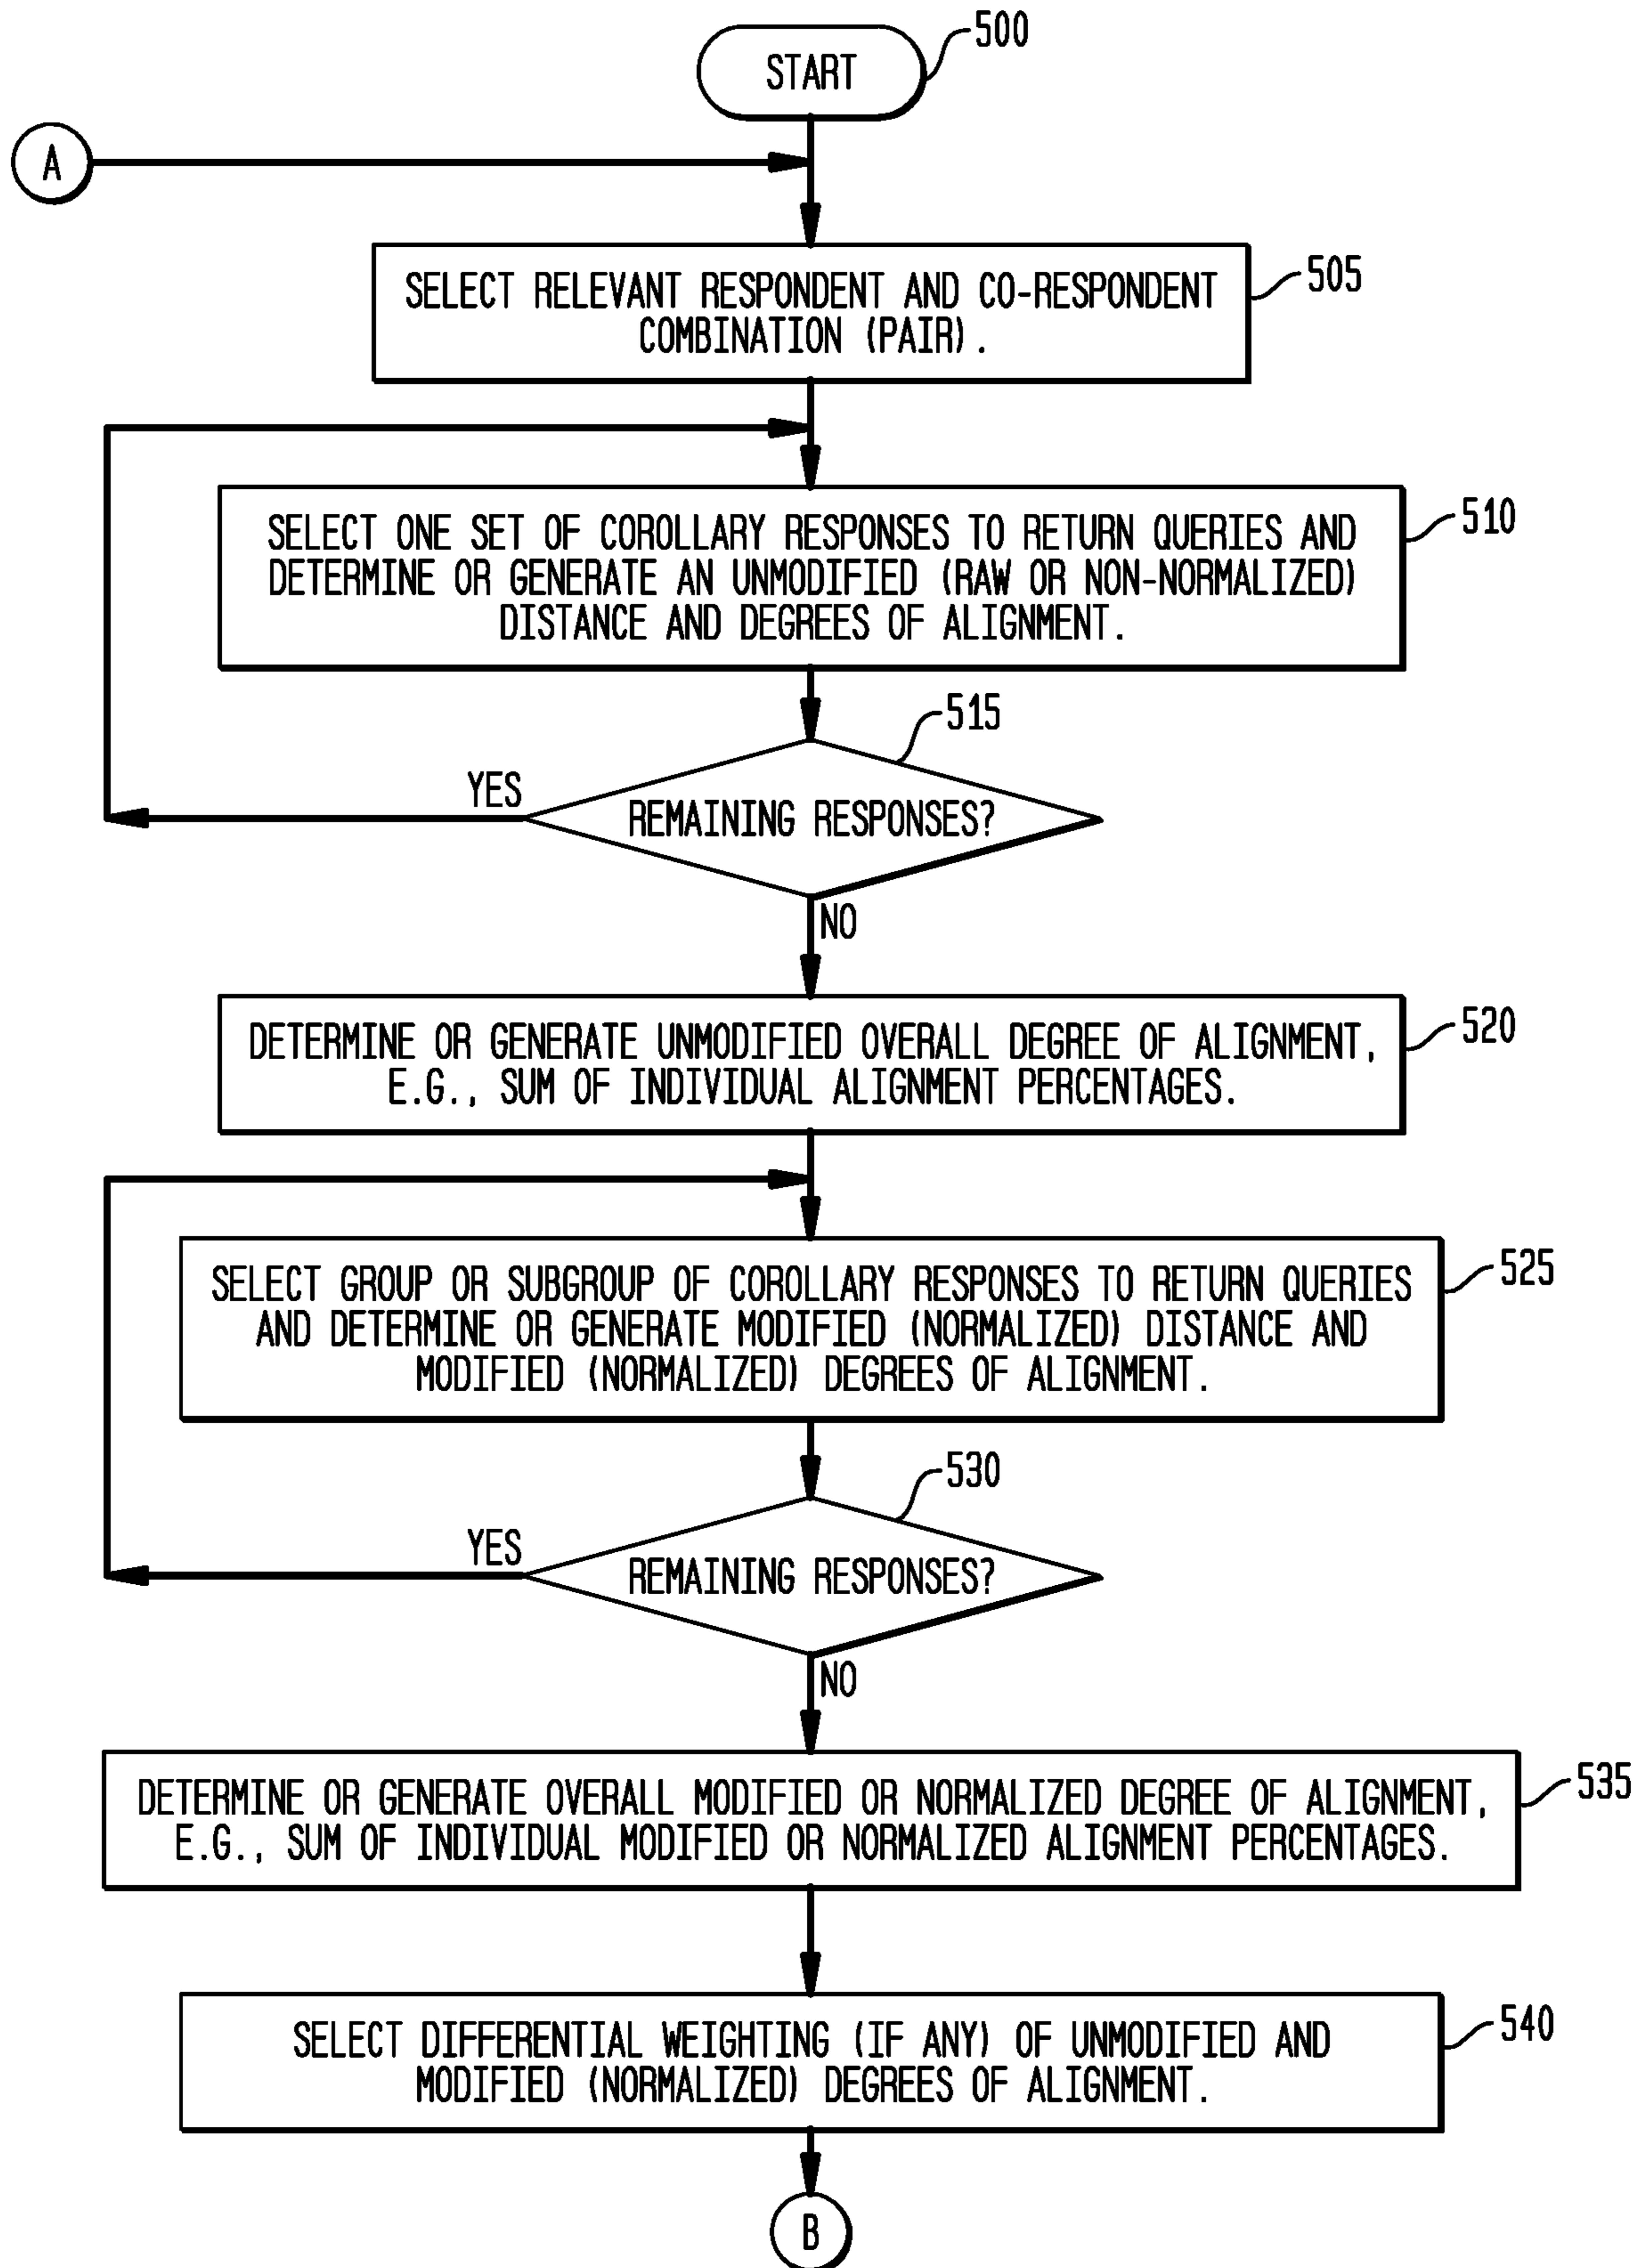 500
START
A
505
SELECT RELEVANT RESPONDENT AND CO-RESPONDENT
COMBINATION (PAIR).
510
SELECT ONE SET OF COROLLARY RESPONSES TO RETURN QUERIES AND
DETERMINE OR GENERATE AN UNMODIFIED (RAW OR NON-NORMALIZED)
DISTANCE AND DEGREES OF ALIGNMENT.
515
YES
REMAINING RESPONSES?
NO
520
DETERMINE OR GENERATE UNMODIFIED OVERALL DEGREE OF ALIGNMENT,
E.G., SUM OF INDIVIDUAL ALIGNMENT PERCENTAGES.
525
SELECT GROUP OR SUBGROUP OF COROLLARY RESPONSES TO RETURN QUERIES
AND DETERMINE OR GENERATE MODIFIED (NORMALIZED) DISTANCE AND
MODIFIED (NORMALIZED) DEGREES OF ALIGNMENT.
530
YES
REMAINING RESPONSES?
NO
535
DETERMINE OR GENERATE OVERALL MODIFIED OR NORMALIZED DEGREE OF ALIGNMENT,
E.G., SUM OF INDIVIDUAL MODIFIED OR NORMALIZED ALIGNMENT PERCENTAGES.
540
SELECT DIFFERENTIAL WEIGHTING (IF ANY) OF UNMODIFIED AND
MODIFIED (NORMALIZED) DEGREES OF ALIGNMENT.
B